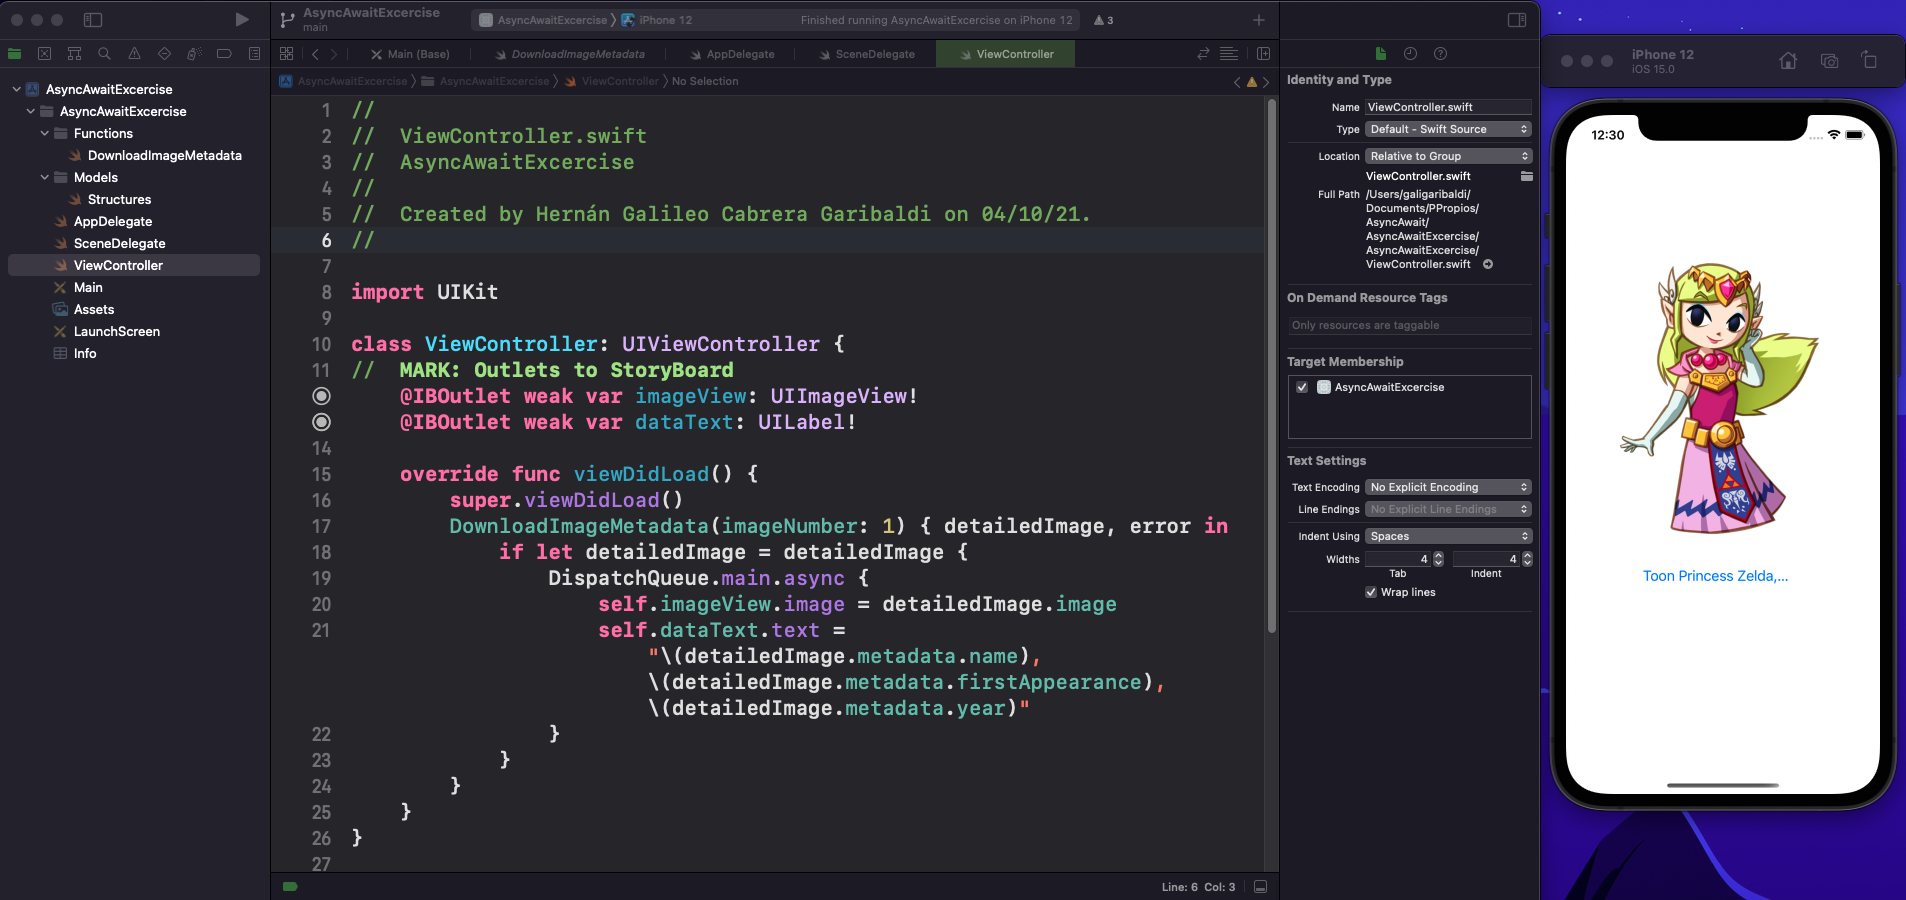 AsyncAwaitExcercise
main
AsyncAwaitExcercise
iPhone 12
Finished running AsyncAwaitExcercise on iPhone 12
3
Main (Base)
DownloadImageMetadata
AppDelegate
SceneDelegate
ViewController
AsyncAwaitExcercise
AsyncAwaitExcercise
ViewController
No Selection
AsyncAwaitExcercise
AsyncAwaitExcercise
Functions
DownloadImageMetadata
Models
Structures
AppDelegate
SceneDelegate
ViewController
Main
Assets
LaunchScreen
Info
1 //
2 //  ViewController.swift
3 //  AsyncAwaitExcercise
4 //
5 //  Created by Hernán Galileo Cabrera Garibaldi on 04/10/21.
6 //
7
8 import UIKit
9
10 class ViewController: UIViewController {
11 //  MARK: Outlets to StoryBoard
@IBOutlet weak var imageView: UIImageView!
@IBOutlet weak var dataText: UILabel!
14
15 override func viewDidLoad() {
16 super.viewDidLoad()
17 DownloadImageMetadata(imageNumber: 1) { detailedImage, error in
18 if let detailedImage = detailedImage {
19 DispatchQueue.main.async {
20 self.imageView.image = detailedImage.image
21 self.dataText.text =
"\(detailedImage.metadata.name),
\(detailedImage.metadata.firstAppearance),
\(detailedImage.metadata.year)"
22 }
23 }
24 }
25 }
26 }
27
Line: 6  Col: 3
Identity and Type
Name ViewController.swift
Type Default - Swift Source
Location Relative to Group
ViewController.swift
Full Path /Users/galigaribaldi/
Documents/PPropios/
AsyncAwait/
AsyncAwaitExcercise/
AsyncAwaitExcercise/
ViewController.swift
On Demand Resource Tags
Only resources are taggable
Target Membership
AsyncAwaitExcercise
Text Settings
Text Encoding No Explicit Encoding
Line Endings No Explicit Line Endings
Indent Using Spaces
Widths 4 4
Tab Indent
Wrap lines
iPhone 12
iOS 15.0
12:30
Toon Princess Zelda,...